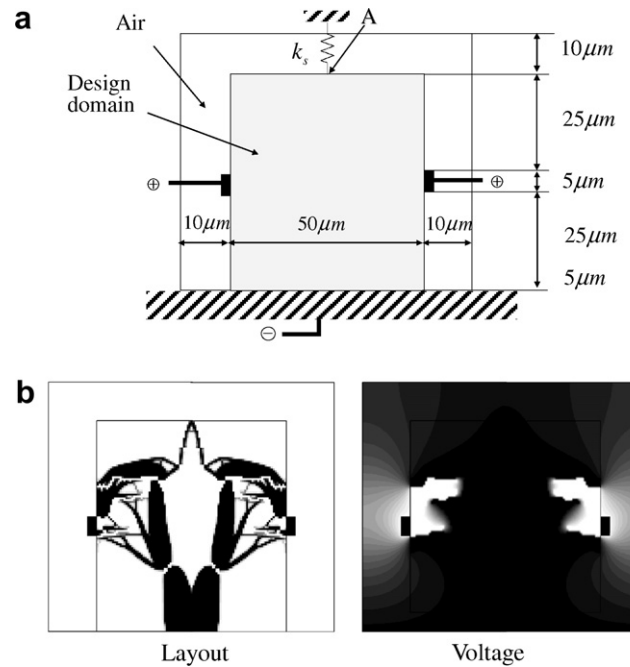 a
Air
A
k_s
10μm
Design
domain
25μm
⊕
⊕
5μm
10μm
50μm
10μm
25μm
5μm
⊖
b
Layout
Voltage